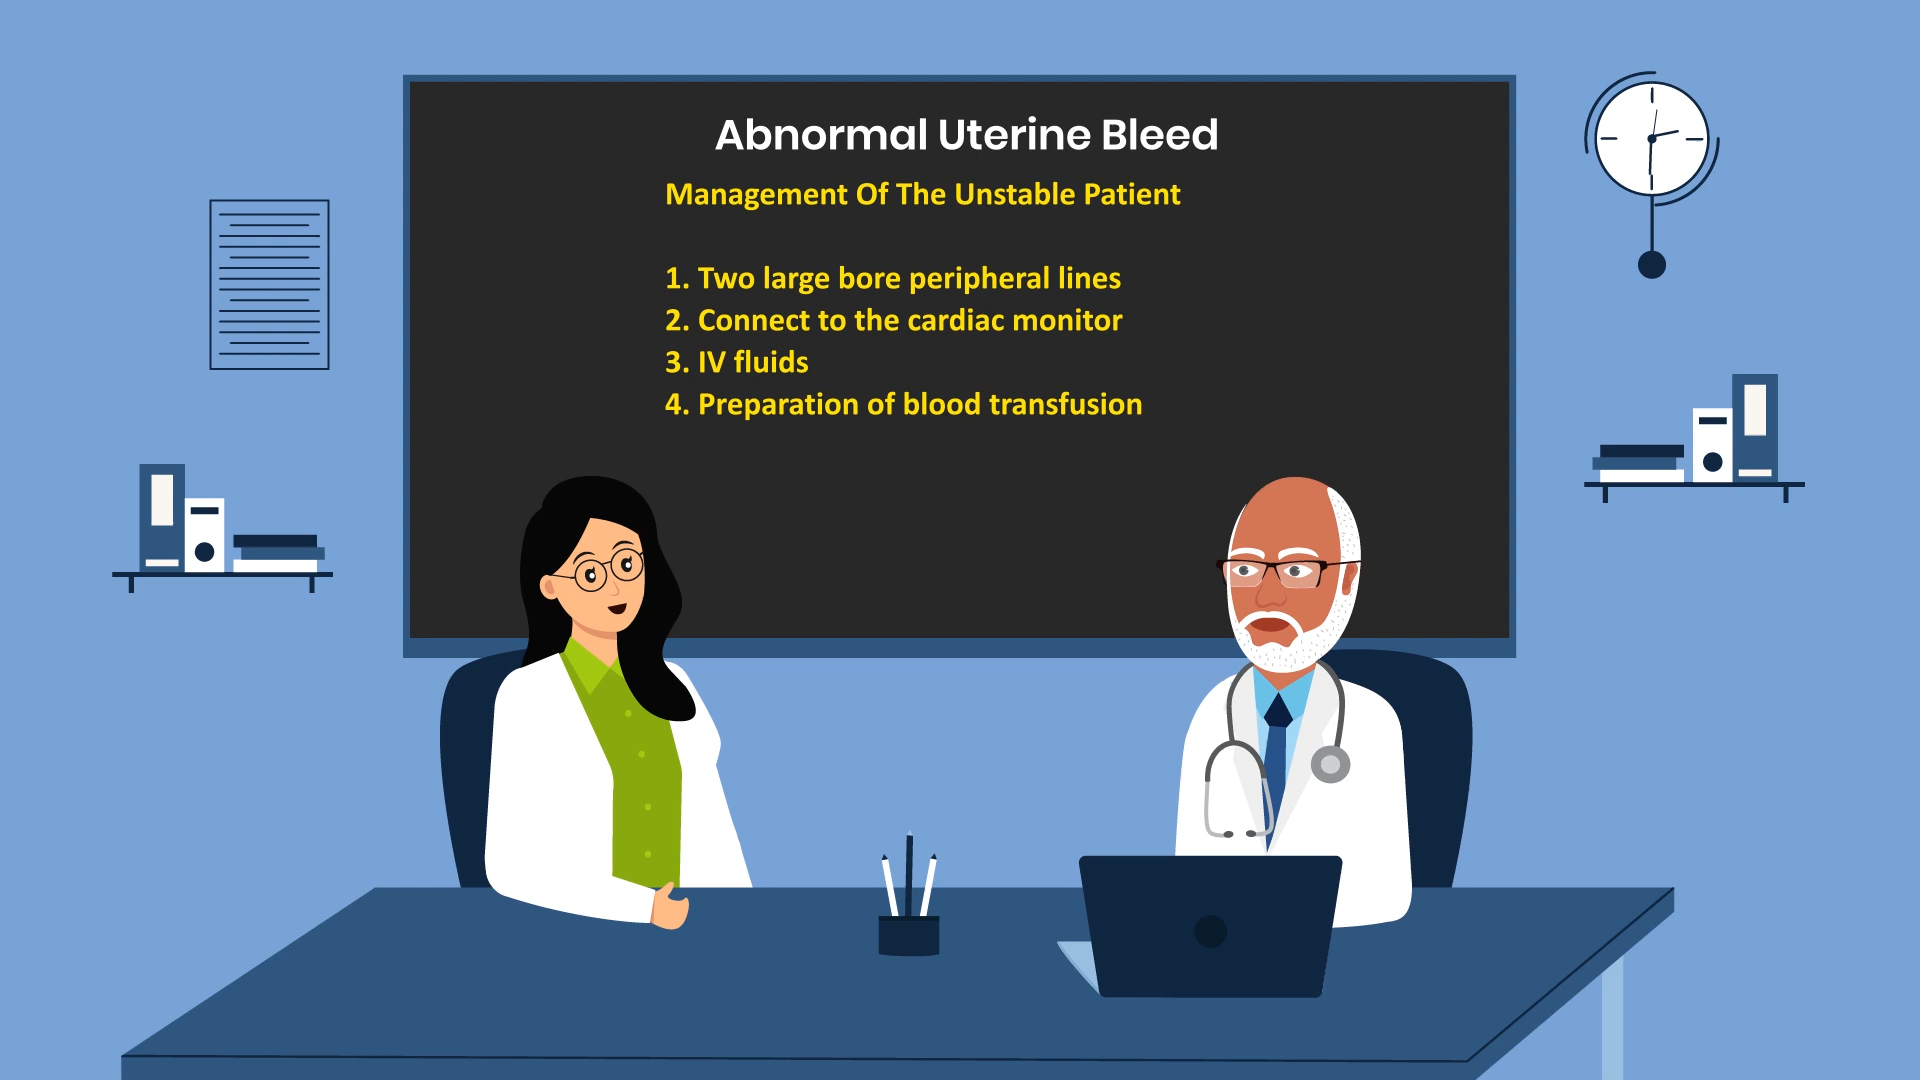 Abnormal Uterine Bleed
Management Of The Unstable Patient
1. Two large bore peripheral lines
2. Connect to the cardiac monitor
3. IV fluids
4. Preparation of blood transfusion